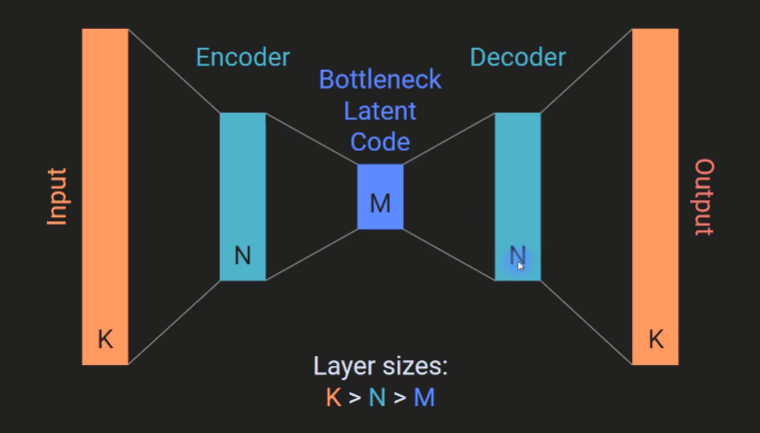 Encoder
Decoder
Bottleneck
Latent
Code
Input
Output
M
N
N
K
K
Layer sizes:
K > N > M